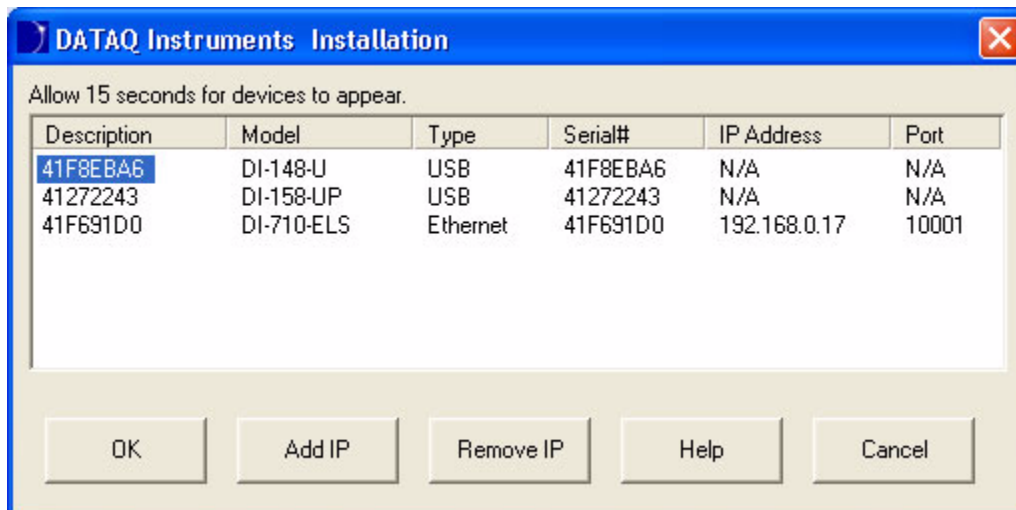 DATAQ Instruments Installation
Allow 15 seconds for devices to appear.
Description Model Type Serial# IP Address Port
41F8EBA6 DI-148-U USB 41F8EBA6 N/A N/A
41272243 DI-158-UP USB 41272243 N/A N/A
41F691D0 DI-710-ELS Ethernet 41F691D0 192.168.0.17 10001
OK Add IP Remove IP Help Cancel